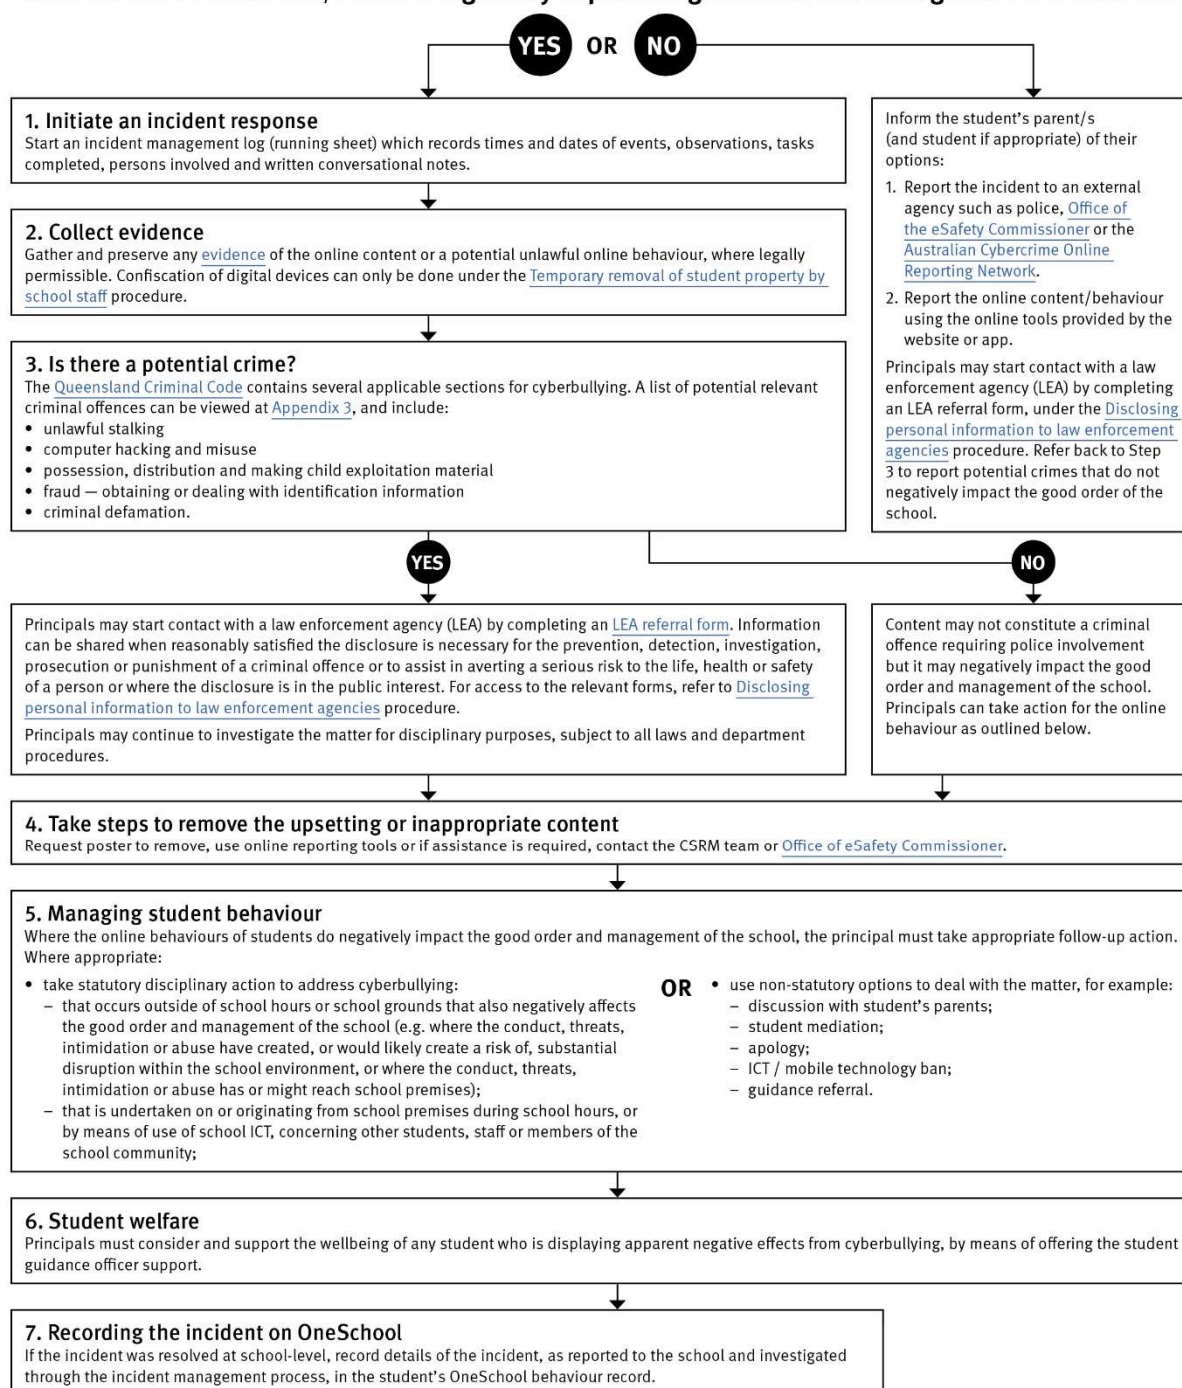 YES OR NO
1. Initiate an incident response
Start an incident management log (running sheet) which records times and dates of events, observations, tasks
completed, persons involved and written conversational notes.
2. Collect evidence
Gather and preserve any evidence of the online content or a potential unlawful online behaviour, where legally
permissible. Confiscation of digital devices can only be done under the Temporary removal of student property by
school staff procedure.
3. Is there a potential crime?
The Queensland Criminal Code contains several applicable sections for cyberbullying. A list of potential relevant
criminal offences can be viewed at Appendix 3, and include:
• unlawful stalking
• computer hacking and misuse
• possession, distribution and making child exploitation material
• fraud — obtaining or dealing with identification information
• criminal defamation.
Inform the student's parent/s
(and student if appropriate) of their
options:
1. Report the incident to an external
agency such as police, Office of
the eSafety Commissioner or the
Australian Cybercrime Online
Reporting Network.
2. Report the online content/behaviour
using the online tools provided by the
website or app.
Principals may start contact with a law
enforcement agency (LEA) by completing
an LEA referral form, under the Disclosing
personal information to law enforcement
agencies procedure. Refer back to Step
3 to report potential crimes that do not
negatively impact the good order of the
school.
YES
NO
Principals may start contact with a law enforcement agency (LEA) by completing an LEA referral form. Information
can be shared when reasonably satisfied the disclosure is necessary for the prevention, detection, investigation,
prosecution or punishment of a criminal offence or to assist in averting a serious risk to the life, health or safety
of a person or where the disclosure is in the public interest. For access to the relevant forms, refer to Disclosing
personal information to law enforcement agencies procedure.
Principals may continue to investigate the matter for disciplinary purposes, subject to all laws and department
procedures.
Content may not constitute a criminal
offence requiring police involvement
but it may negatively impact the good
order and management of the school.
Principals can take action for the online
behaviour as outlined below.
4. Take steps to remove the upsetting or inappropriate content
Request poster to remove, use online reporting tools or if assistance is required, contact the CSRM team or Office of eSafety Commissioner.
5. Managing student behaviour
Where the online behaviours of students do negatively impact the good order and management of the school, the principal must take appropriate follow-up action.
Where appropriate:
• take statutory disciplinary action to address cyberbullying:
– that occurs outside of school hours or school grounds that also negatively affects
the good order and management of the school (e.g. where the conduct, threats,
intimidation or abuse have created, or would likely create a risk of, substantial
disruption within the school environment, or where the conduct, threats,
intimidation or abuse has or might reach school premises);
– that is undertaken on or originating from school premises during school hours, or
by means of use of school ICT, concerning other students, staff or members of the
school community;
OR
• use non-statutory options to deal with the matter, for example:
– discussion with student's parents;
– student mediation;
– apology;
– ICT / mobile technology ban;
– guidance referral.
6. Student welfare
Principals must consider and support the wellbeing of any student who is displaying apparent negative effects from cyberbullying, by means of offering the student
guidance officer support.
7. Recording the incident on OneSchool
If the incident was resolved at school-level, record details of the incident, as reported to the school and investigated
through the incident management process, in the student's OneSchool behaviour record.